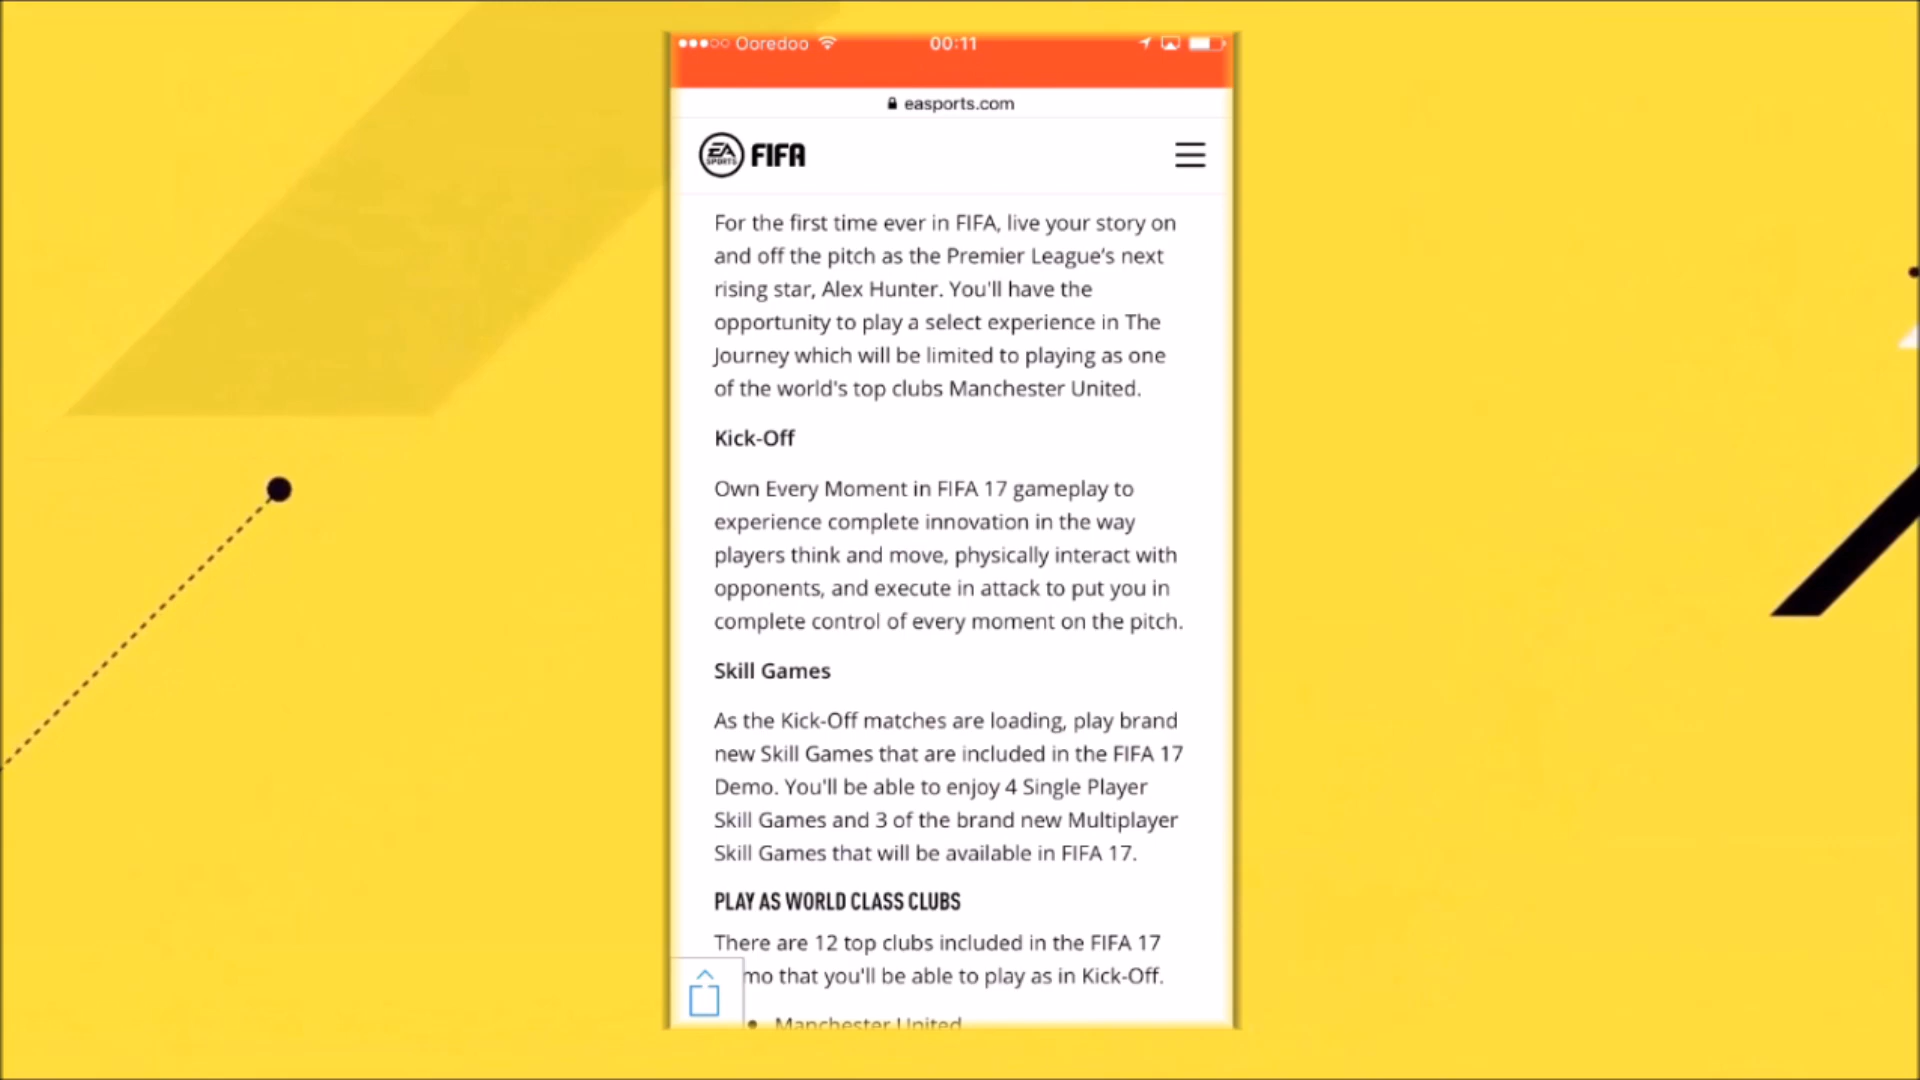 Ooredoo 00:11
easports.com
EA SPORTS FIFA
For the first time ever in FIFA, live your story on
and off the pitch as the Premier League's next
rising star, Alex Hunter. You'll have the
opportunity to play a select experience in The
Journey which will be limited to playing as one
of the world's top clubs Manchester United.
Kick-Off
Own Every Moment in FIFA 17 gameplay to
experience complete innovation in the way
players think and move, physically interact with
opponents, and execute in attack to put you in
complete control of every moment on the pitch.
Skill Games
As the Kick-Off matches are loading, play brand
new Skill Games that are included in the FIFA 17
Demo. You'll be able to enjoy 4 Single Player
Skill Games and 3 of the brand new Multiplayer
Skill Games that will be available in FIFA 17.
PLAY AS WORLD CLASS CLUBS
There are 12 top clubs included in the FIFA 17
mo that you'll be able to play as in Kick-Off.
Manchester United